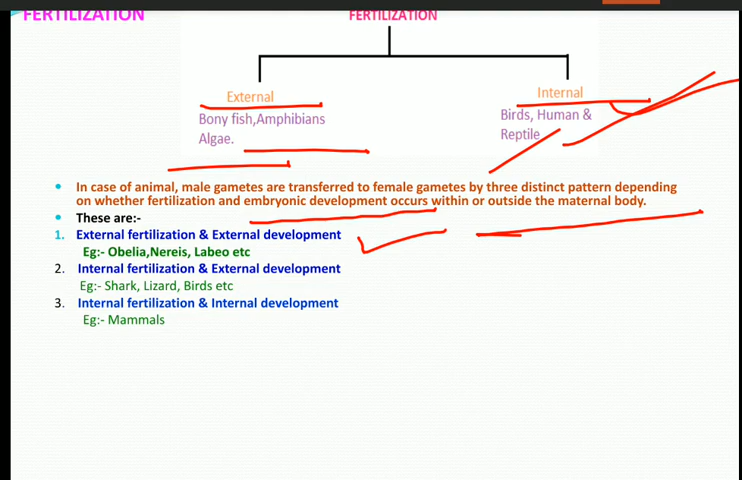 FERTILIZATION
FERTILIZATION
External
Internal
Bony fish,Amphibians
Algae.
Birds, Human &
Reptile
• In case of animal, male gametes are transferred to female gametes by three distinct pattern depending
on whether fertilization and embryonic development occurs within or outside the maternal body.
• These are:-
1. External fertilization & External development
Eg:- Obelia,Nereis, Labeo etc
2. Internal fertilization & External development
Eg:- Shark, Lizard, Birds etc
3. Internal fertilization & Internal development
Eg:- Mammals